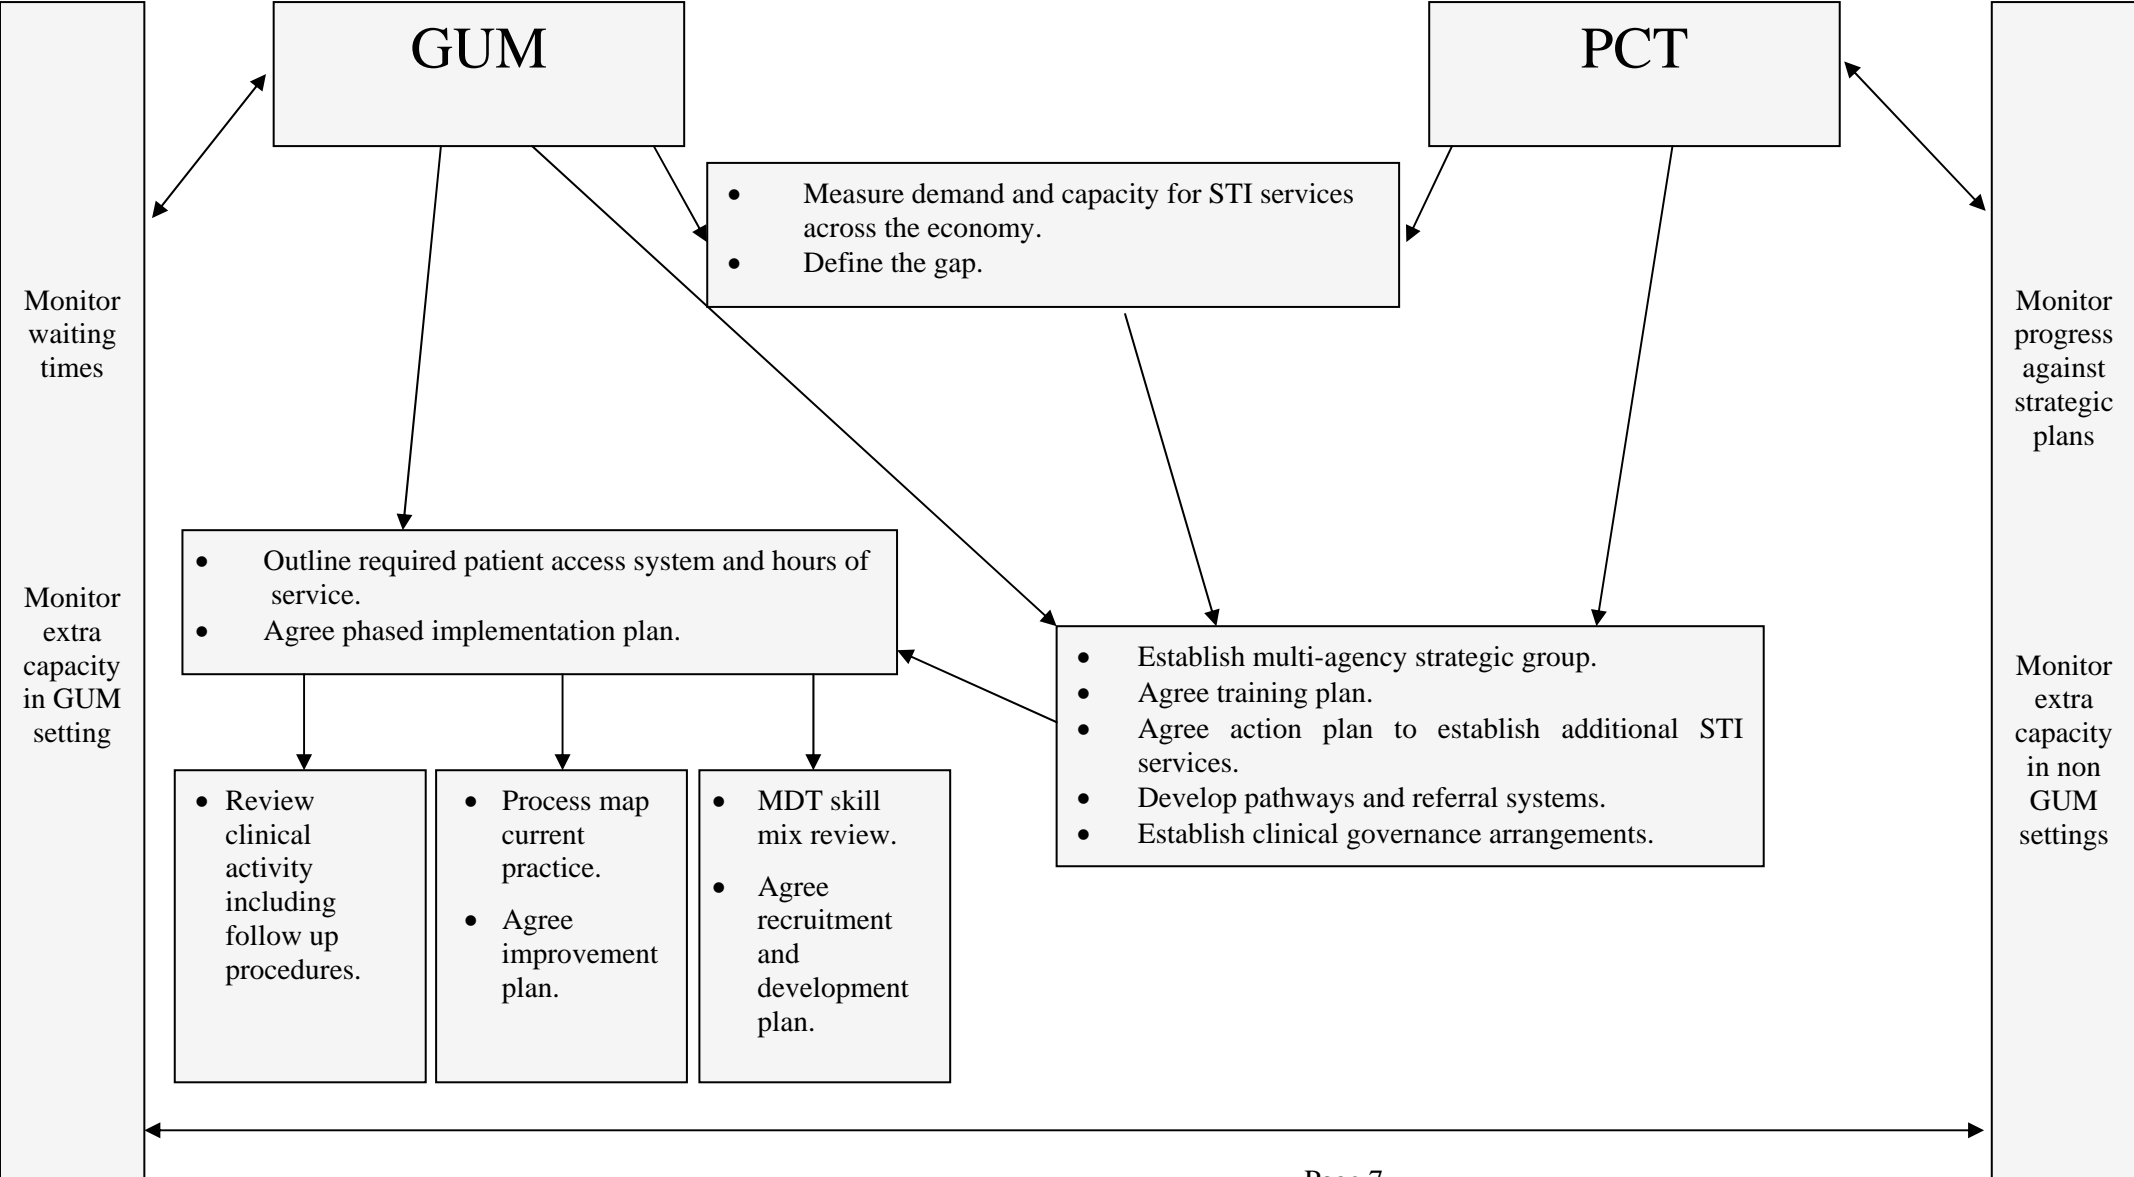 GUM
PCT
• Measure demand and capacity for STI services
across the economy.
• Define the gap.
Monitor
waiting
times
Monitor
extra
capacity
in GUM
setting
Monitor
progress
against
strategic
plans
Monitor
extra
capacity
in non
GUM
settings
• Outline required patient access system and hours of
service.
• Agree phased implementation plan.
• Establish multi-agency strategic group.
• Agree training plan.
• Agree action plan to establish additional STI
services.
• Develop pathways and referral systems.
• Establish clinical governance arrangements.
• Review
clinical
activity
including
follow up
procedures.
• Process map
current
practice.
• Agree
improvement
plan.
• MDT skill
mix review.
• Agree
recruitment
and
development
plan.
Page 7